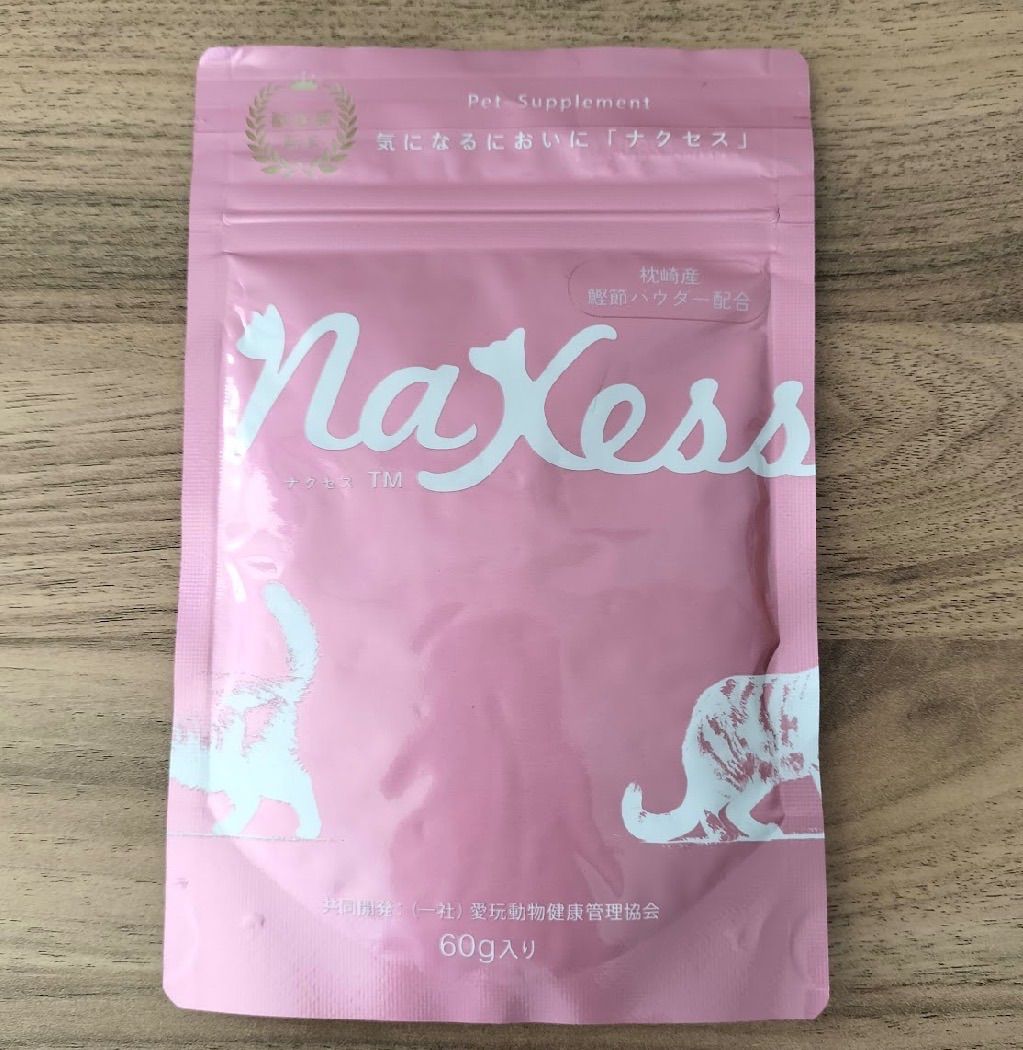 Pet Supplement
気になるにおいに「ナクセス」
枕崎産
鰹節パウダー配合
naxess
ナクセス TM
共同開発:(一社)愛玩動物健康管理協会
60g入り